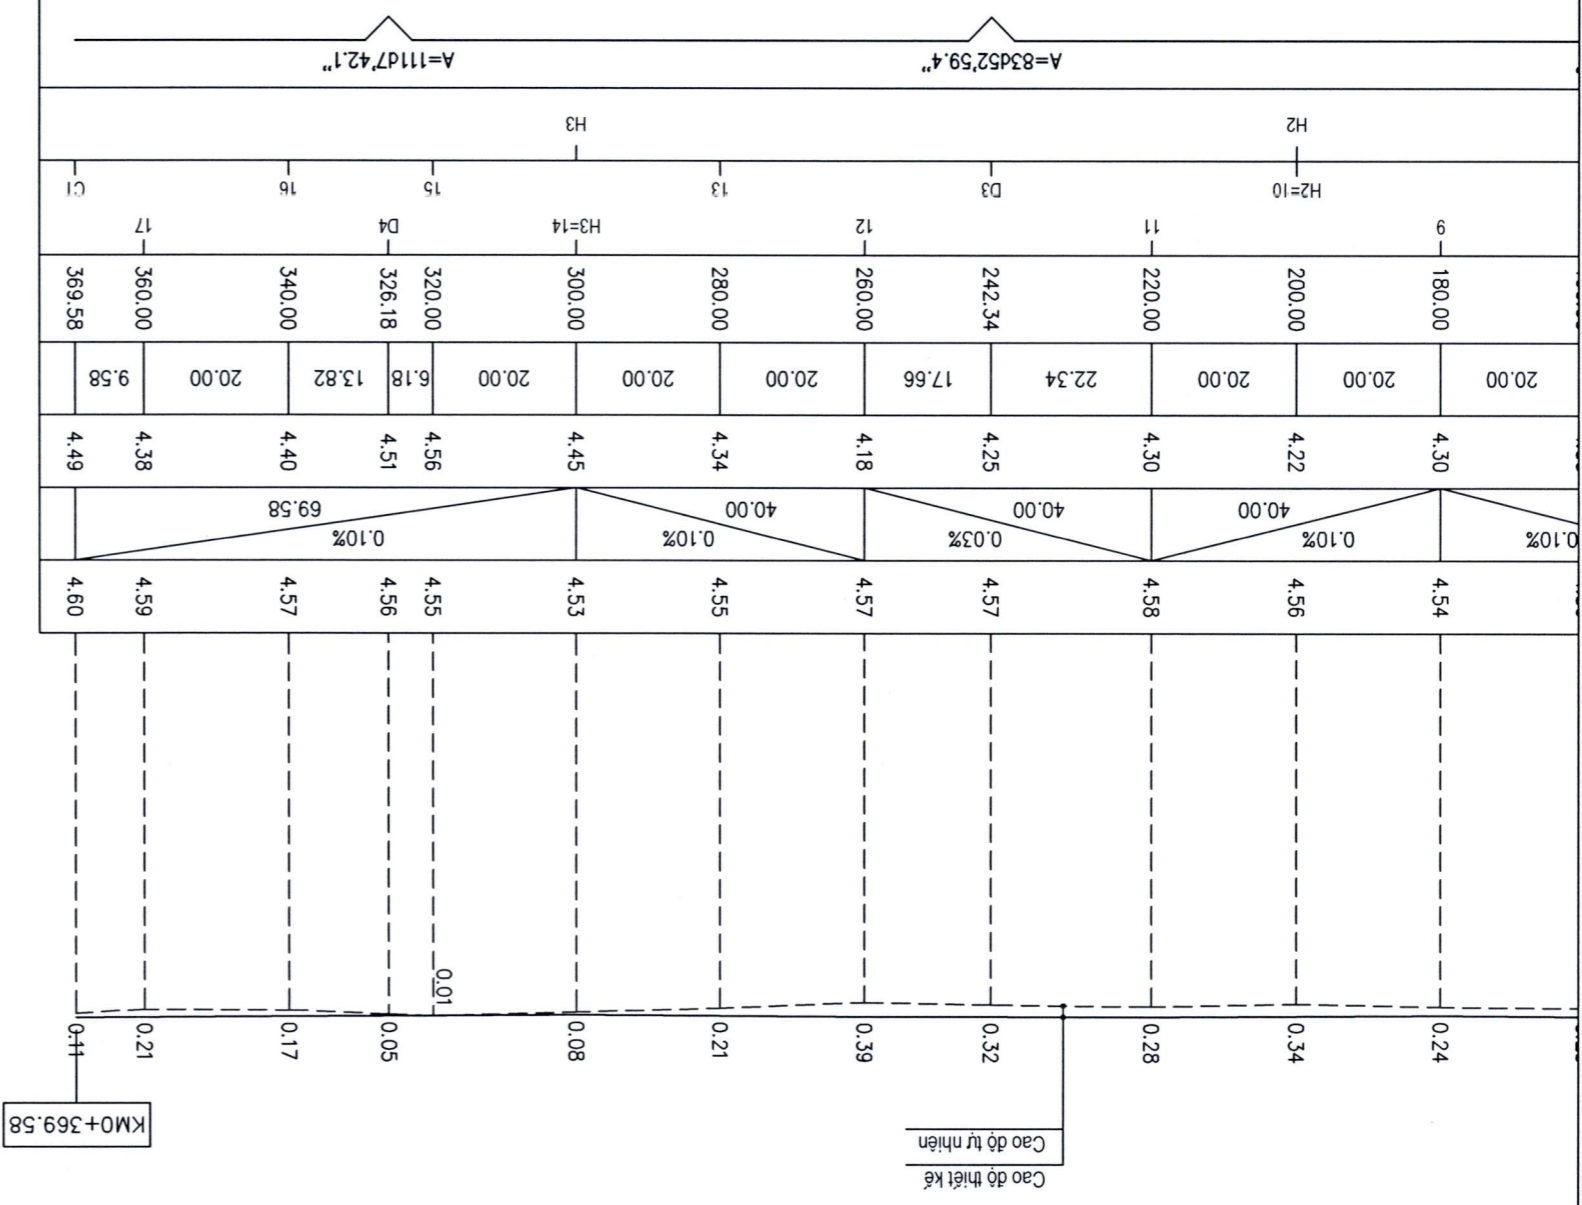 Cao độ thiết kế
Cao độ tự nhiên
KM0+369.58
0.24 0.34 0.28 0.32 0.39 0.21 0.08 0.05 0.17 0.21 0.11
0.01
4.54 4.56 4.58 4.57 4.57 4.55 4.53 4.55 4.56 4.57 4.59 4.60
0.10% 0.10% 0.03% 0.10% 0.10%
40.00 40.00 40.00 69.58
4.30 4.22 4.30 4.25 4.18 4.34 4.45 4.56 4.51 4.40 4.38 4.49
20.00 20.00 20.00 22.34 17.66 20.00 20.00 20.00 6.18 13.82 20.00 9.58
180.00 200.00 220.00 242.34 260.00 280.00 300.00 320.00 326.18 340.00 360.00 369.58
9 11 12 H3=14 D4 17
H2=10 D3 13 15 16 C1
H2 H3
A=83d52'59.4" A=111d7'42.1"